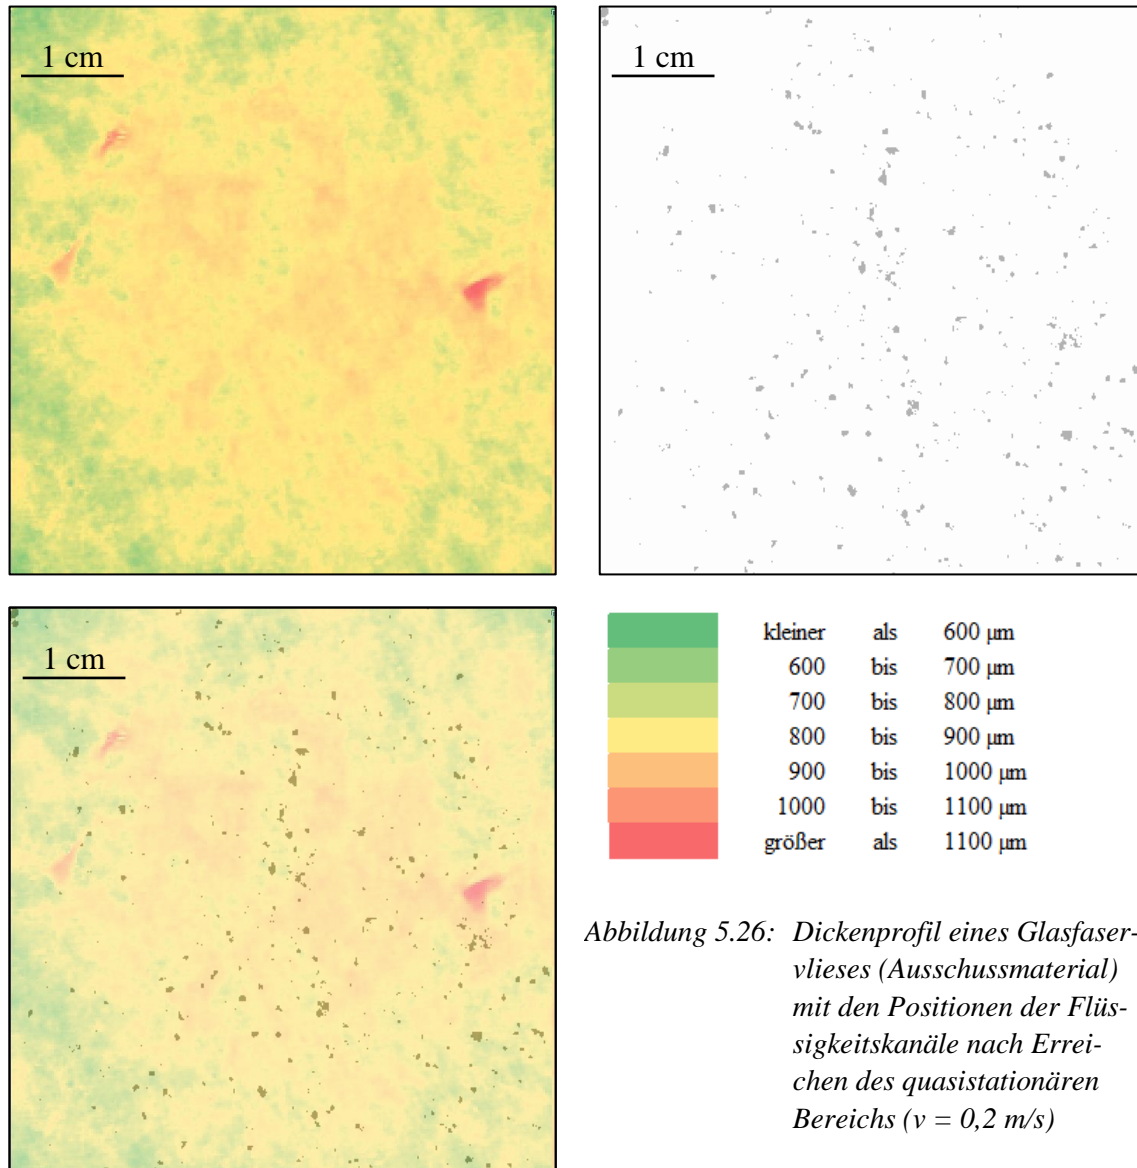 1 cm
1 cm
1 cm
kleiner als 600 µm
600 bis 700 µm
700 bis 800 µm
800 bis 900 µm
900 bis 1000 µm
1000 bis 1100 µm
größer als 1100 µm
Abbildung 5.26: Dickenprofil eines Glasfaser-
vlieses (Ausschussmaterial)
mit den Positionen der Flüs-
sigkeitskanäle nach Errei-
chen des quasistationären
Bereichs (v = 0,2 m/s)